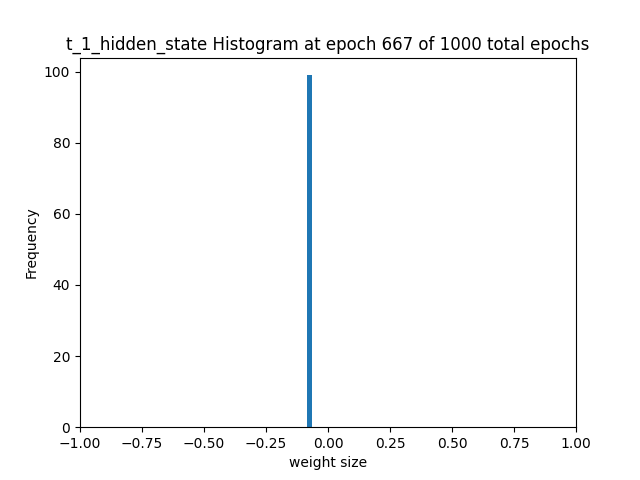 t_1_hidden_state Histogram at epoch 667 of 1000 total epochs
100
80
60
40
20
0
Frequency
−1.00 −0.75 −0.50 −0.25 0.00 0.25 0.50 0.75 1.00
weight size